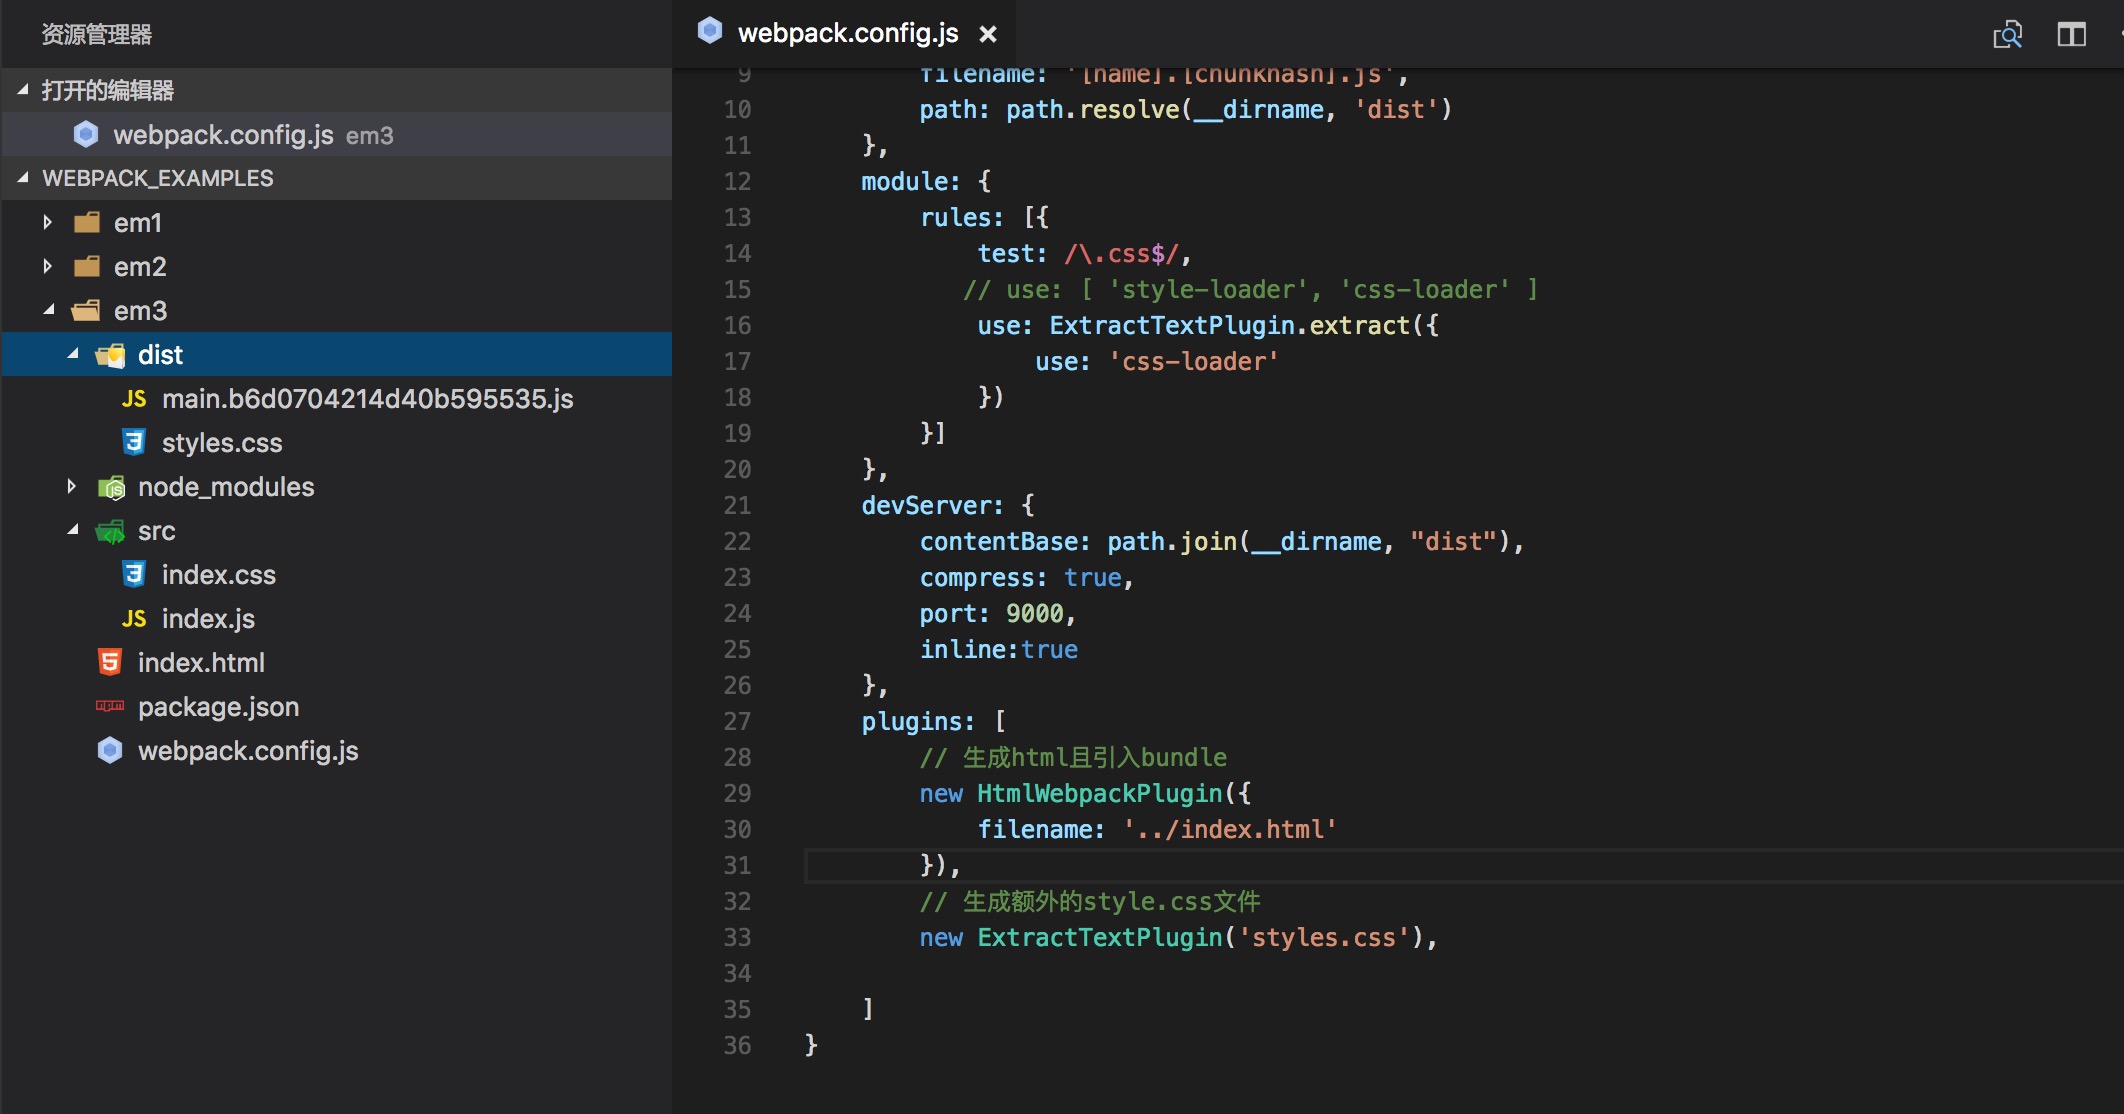 资源管理器
打开的编辑器
webpack.config.js em3
WEBPACK_EXAMPLES
em1
em2
em3
dist
JS main.b6d0704214d40b595535.js
styles.css
node_modules
src
index.css
JS index.js
index.html
package.json
webpack.config.js
webpack.config.js
9 filename: '[name].[chunkhash].js',
10 path: path.resolve(__dirname, 'dist')
11 },
12 module: {
13 rules: [{
14 test: /\.css$/,
15 // use: [ 'style-loader', 'css-loader' ]
16 use: ExtractTextPlugin.extract({
17 use: 'css-loader'
18 })
19 }]
20 },
21 devServer: {
22 contentBase: path.join(__dirname, "dist"),
23 compress: true,
24 port: 9000,
25 inline:true
26 },
27 plugins: [
28 // 生成html且引入bundle
29 new HtmlWebpackPlugin({
30 filename: '../index.html'
31 }),
32 // 生成额外的style.css文件
33 new ExtractTextPlugin('styles.css'),
34
35 ]
36 }